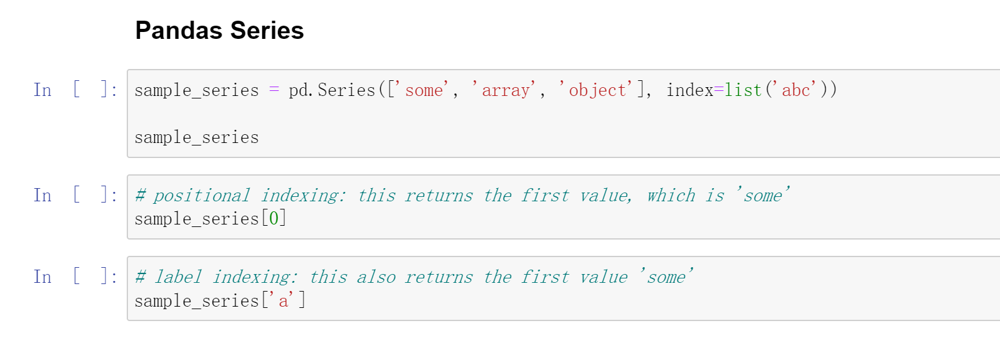 Pandas Series
In [ ]: sample_series = pd.Series(['some', 'array', 'object'], index=list('abc'))
sample_series
In [ ]: # positional indexing: this returns the first value, which is 'some'
sample_series[0]
In [ ]: # label indexing: this also returns the first value 'some'
sample_series['a']